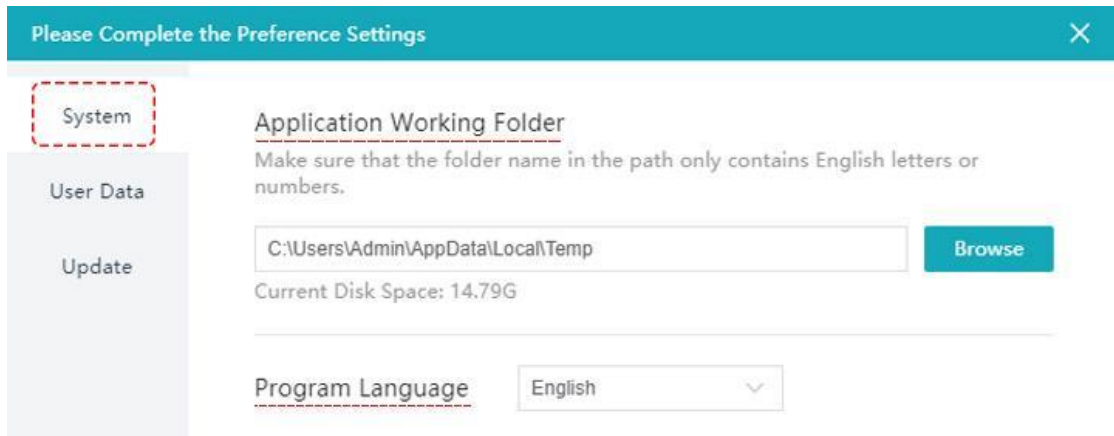 Please Complete the Preference Settings
System
Application Working Folder
Make sure that the folder name in the path only contains English letters or
numbers.
User Data
C:\Users\Admin\AppData\Local\Temp
Browse
Update
Current Disk Space: 14.79G
Program Language
English